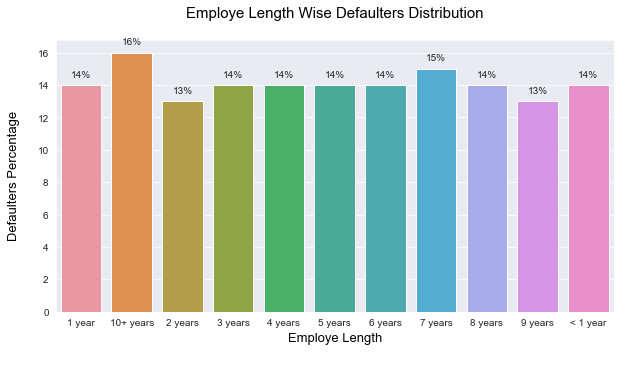 Employe Length Wise Defaulters Distribution
Defaulters Percentage
16
14
12
10
8
6
4
2
0
14%
16%
13%
14%
14%
14%
14%
15%
14%
13%
14%
1 year
10+ years
2 years
3 years
4 years
5 years
6 years
7 years
8 years
9 years
< 1 year
Employe Length